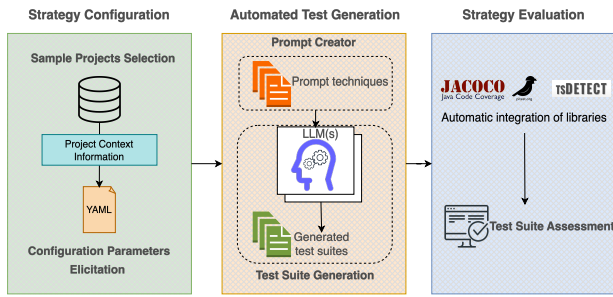 Strategy Configuration
Sample Projects Selection
Project Context
Information
YAML
Configuration Parameters
Elicitation
Automated Test Generation
Prompt Creator
Prompt techniques
LLM(s)
Generated
test suites
Test Suite Generation
Strategy Evaluation
JACOCO
Java Code Coverage
TSDETECT
Automatic integration of libraries
Test Suite Assessment